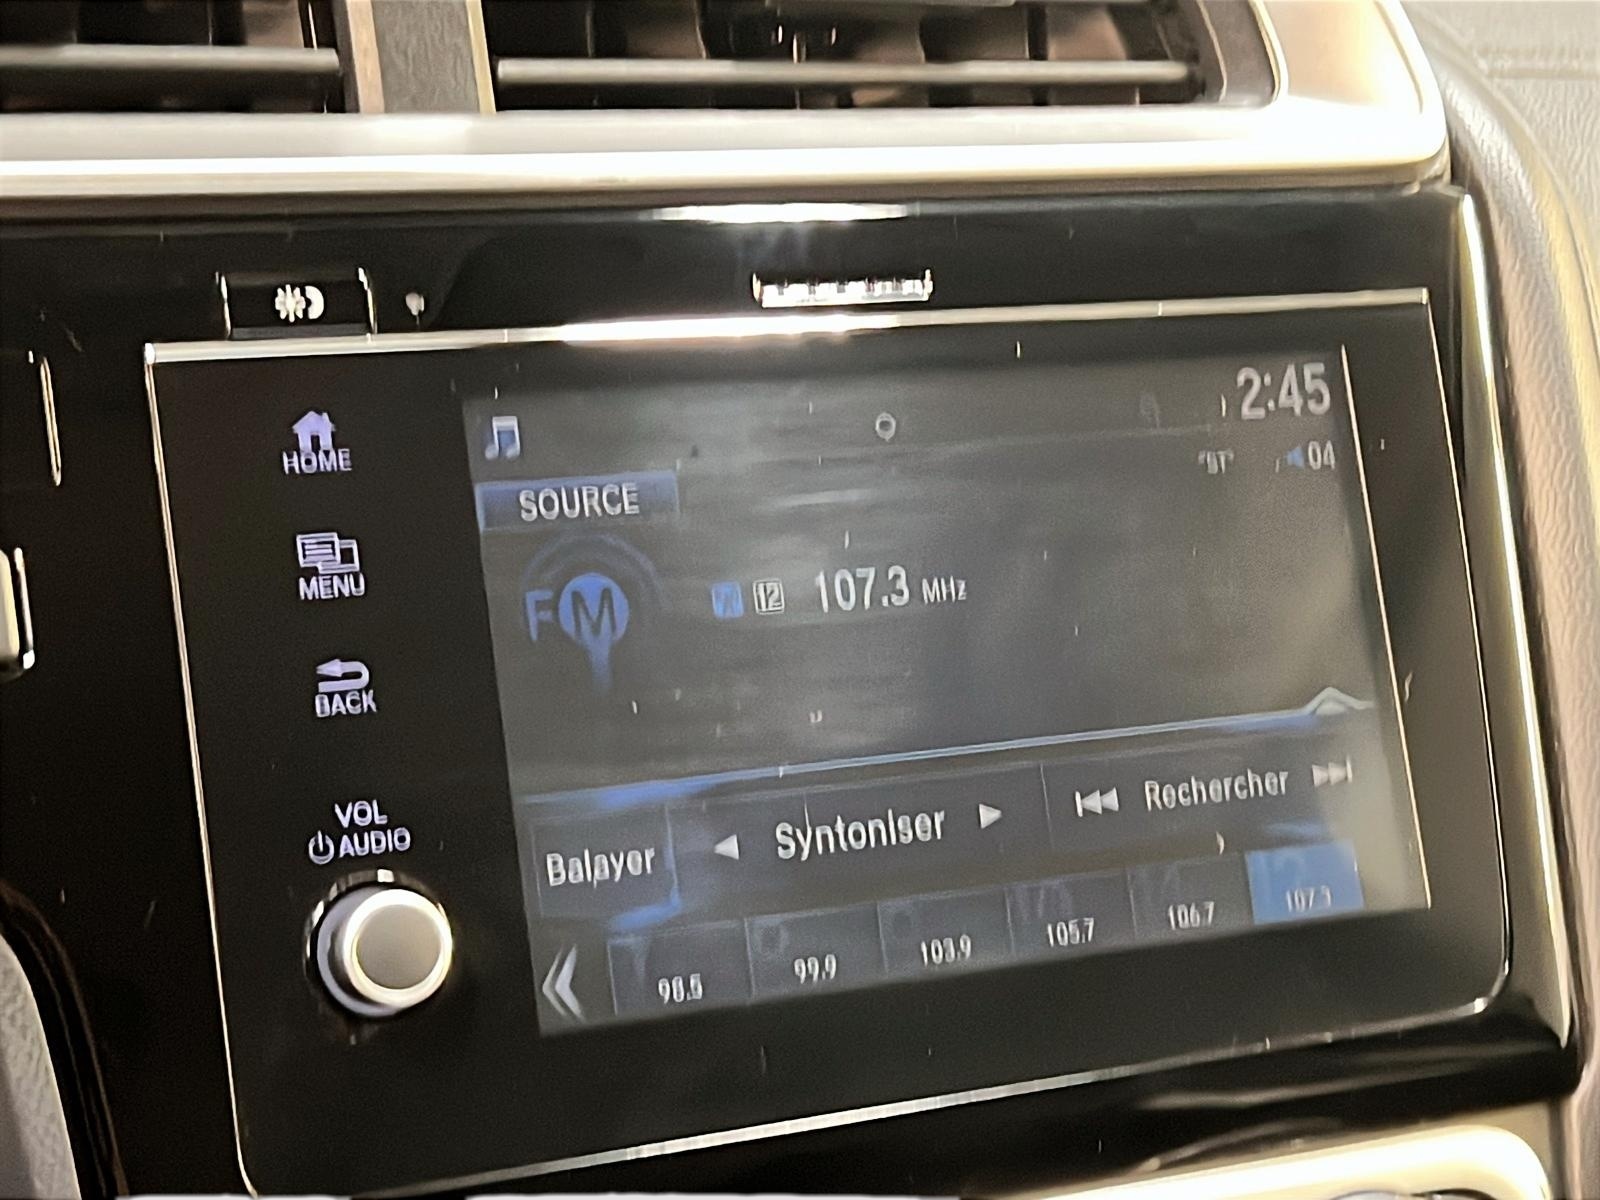 HOME
MENU
BACK
VOL
AUDIO
2:45
04
SOURCE
FM
12 107.3 MHz
Balayer
Syntoniser
Rechercher
98.5
99.9
103.9
105.7
106.7
107.3